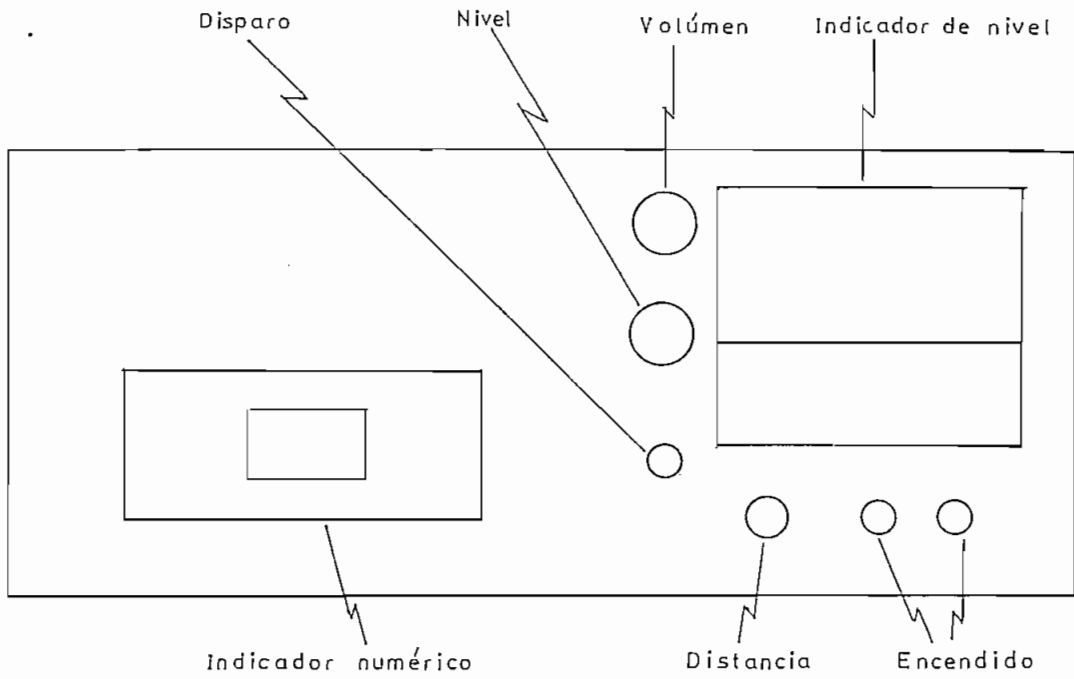 Disparo
Nivel
Volúmen
Indicador de nivel
Indicador numérico
Distancia
Encendido